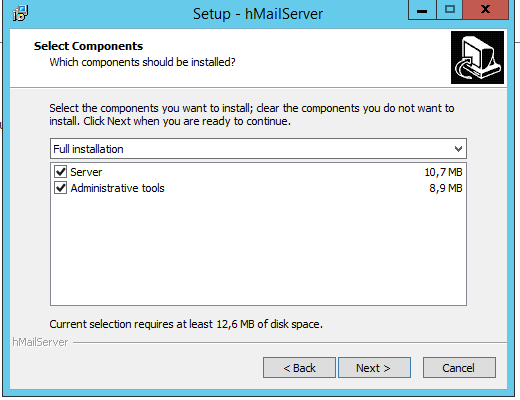 Setup - hMailServer
Select Components
Which components should be installed?
Select the components you want to install; clear the components you do not want to
install. Click Next when you are ready to continue.
Full installation
Server 10,7 MB
Administrative tools 8,9 MB
Current selection requires at least 12,6 MB of disk space.
hMailServer
< Back Next > Cancel